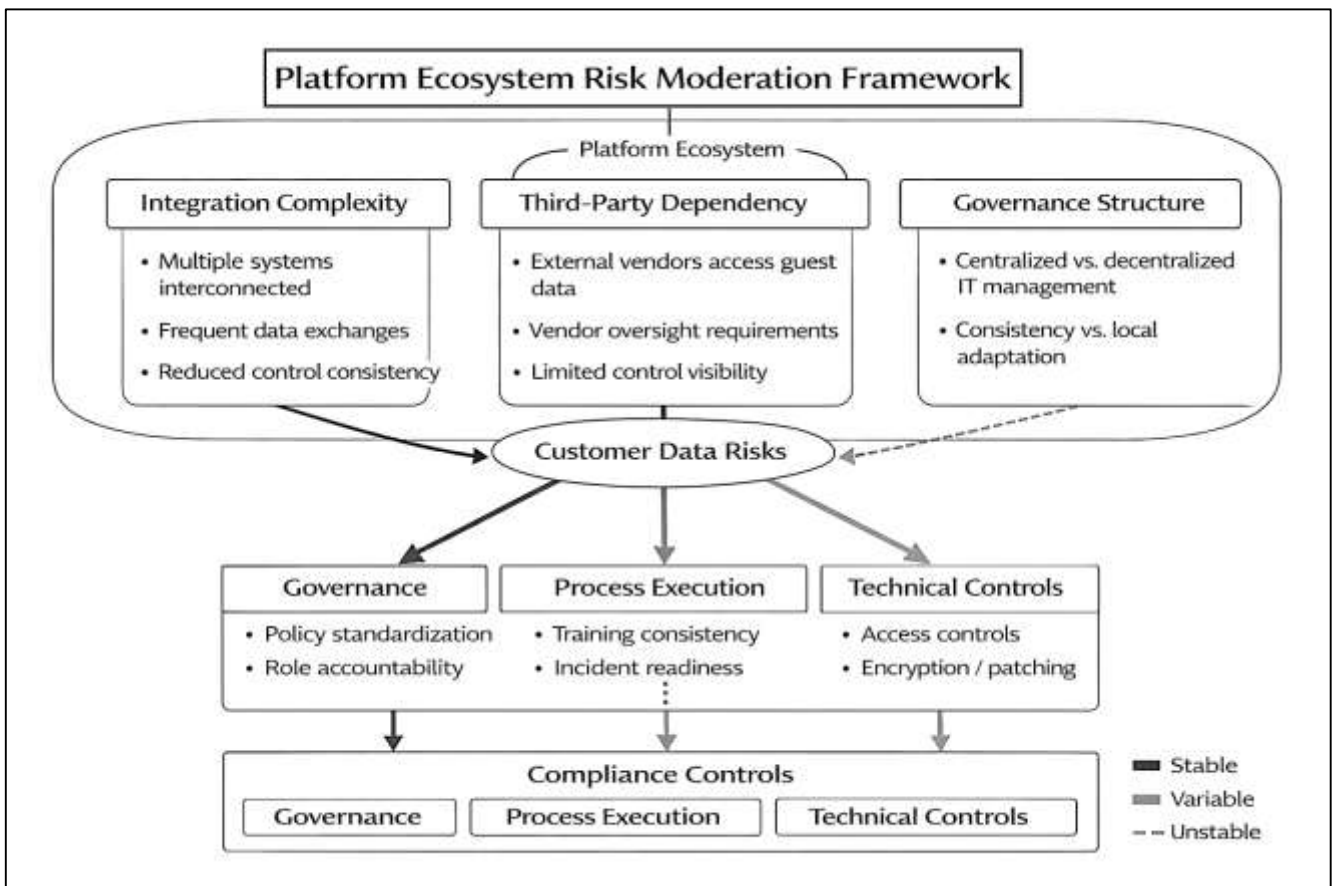 Platform Ecosystem Risk Moderation Framework
Platform Ecosystem
Integration Complexity
• Multiple systems
interconnected
• Frequent data exchanges
• Reduced control consistency
Third-Party Dependency
• External vendors access guest
data
• Vendor oversight requirements
• Limited control visibility
Governance Structure
• Centralized vs. decentralized
IT management
• Consistency vs. local
adaptation
Customer Data Risks
Governance
• Policy standardization
• Role accountability
Process Execution
• Training consistency
• Incident readiness
Technical Controls
• Access controls
• Encryption / patching
Compliance Controls
Governance
Process Execution
Technical Controls
Stable
Variable
Unstable